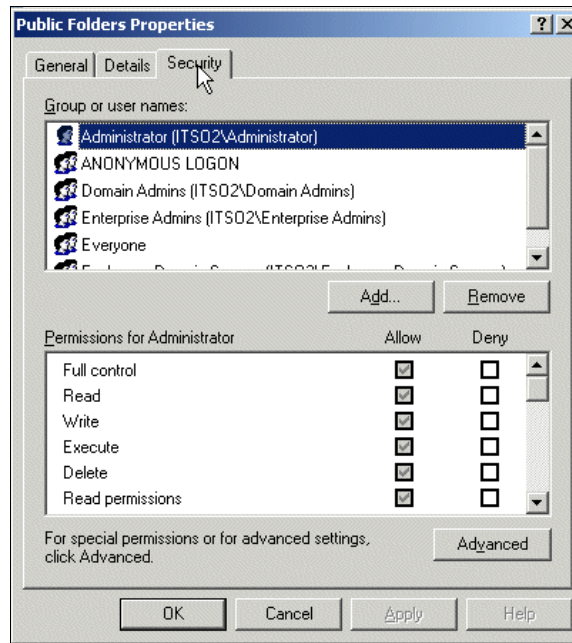 Public Folders Properties
General Details Security
Group or user names:
Administrator (ITSO2\Administrator)
ANONYMOUS LOGON
Domain Admins (ITSO2\Domain Admins)
Enterprise Admins (ITSO2\Enterprise Admins)
Everyone
Add... Remove
Permissions for Administrator Allow Deny
Full control
Read
Write
Execute
Delete
Read permissions
For special permissions or for advanced settings, click Advanced.
Advanced
OK Cancel Apply Help